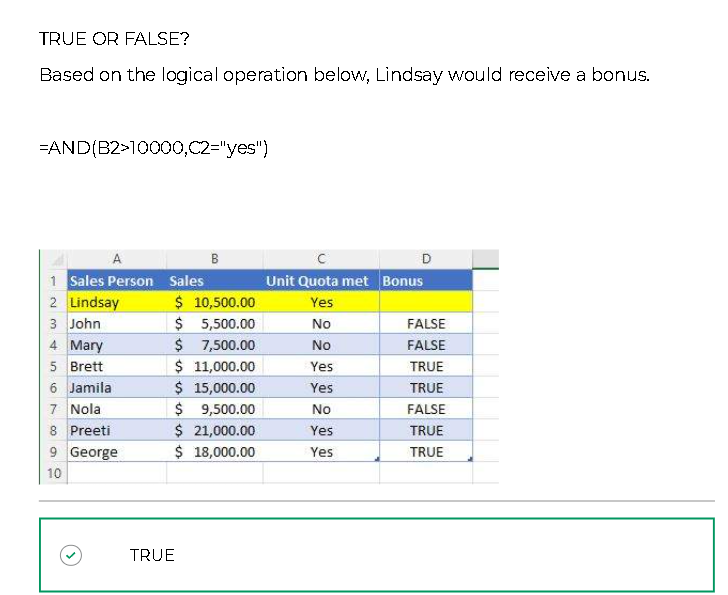 TRUE OR FALSE?
Based on the logical operation below, Lindsay would receive a bonus.
=AND(B2>10000,C2="yes")
A B C D
1 Sales Person Sales Unit Quota met Bonus
2 Lindsay $ 10,500.00 Yes
3 John $ 5,500.00 No FALSE
4 Mary $ 7,500.00 No FALSE
5 Brett $ 11,000.00 Yes TRUE
6 Jamila $ 15,000.00 Yes TRUE
7 Nola $ 9,500.00 No FALSE
8 Preeti $ 21,000.00 Yes TRUE
9 George $ 18,000.00 Yes TRUE
10
TRUE